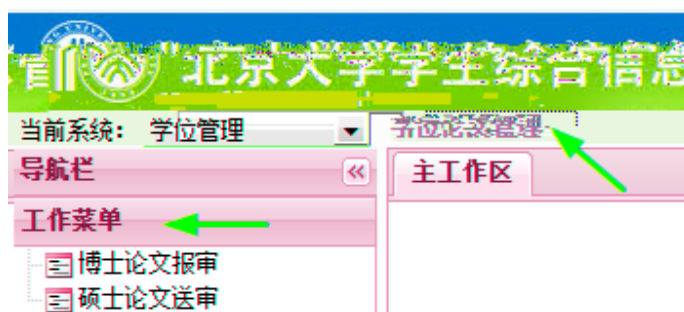 北京大学学生综合信息
当前系统： 学位管理 学位论文管理
导航栏 主工作区
工作菜单
博士论文报审
硕士论文送审